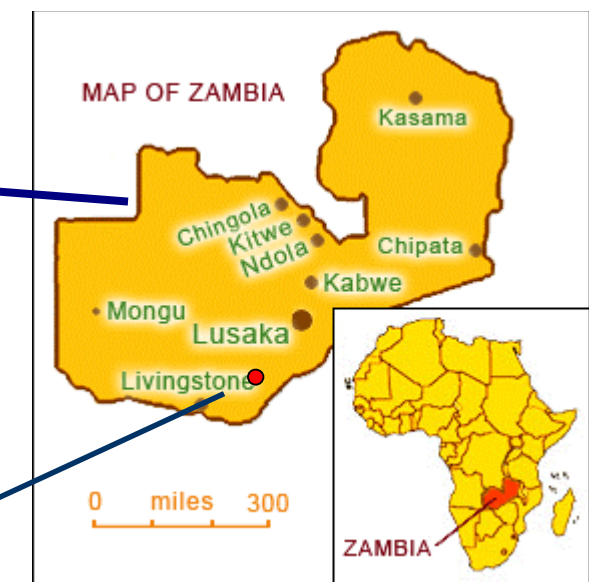 MAP OF ZAMBIA
Kasama
Chingola
Kitwe
Ndola
Chipata
Kabwe
Mongu
Lusaka
Livingstone
0 miles 300
ZAMBIA